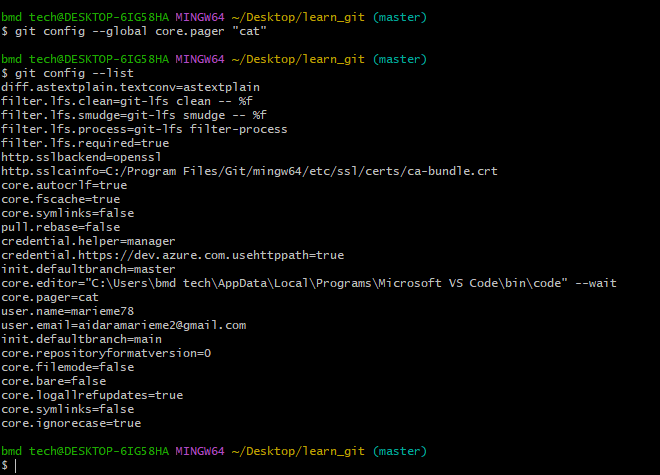 bmd tech@DESKTOP-6IG58HA MINGW64 ~/Desktop/learn_git (master)
$ git config --global core.pager "cat"
bmd tech@DESKTOP-6IG58HA MINGW64 ~/Desktop/learn_git (master)
$ git config --list
diff.astextplain.textconv=astextplain
filter.lfs.clean=git-lfs clean -- %f
filter.lfs.smudge=git-lfs smudge -- %f
filter.lfs.process=git-lfs filter-process
filter.lfs.required=true
http.sslbackend=openssl
http.sslcainfo=C:/Program Files/Git/mingw64/etc/ssl/certs/ca-bundle.crt
core.autocrlf=true
core.fscache=true
core.symlinks=false
pull.rebase=false
credential.helper=manager
credential.https://dev.azure.com.usehttppath=true
init.defaultbranch=master
core.editor="C:\Users\bmd tech\AppData\Local\Programs\Microsoft VS Code\bin\code" --wait
core.pager=cat
user.name=marieme78
user.email=aidaramarieme2@gmail.com
init.defaultbranch=main
core.repositoryformatversion=0
core.filemode=false
core.bare=false
core.logallrefupdates=true
core.symlinks=false
core.ignorecase=true
bmd tech@DESKTOP-6IG58HA MINGW64 ~/Desktop/learn_git (master)
$